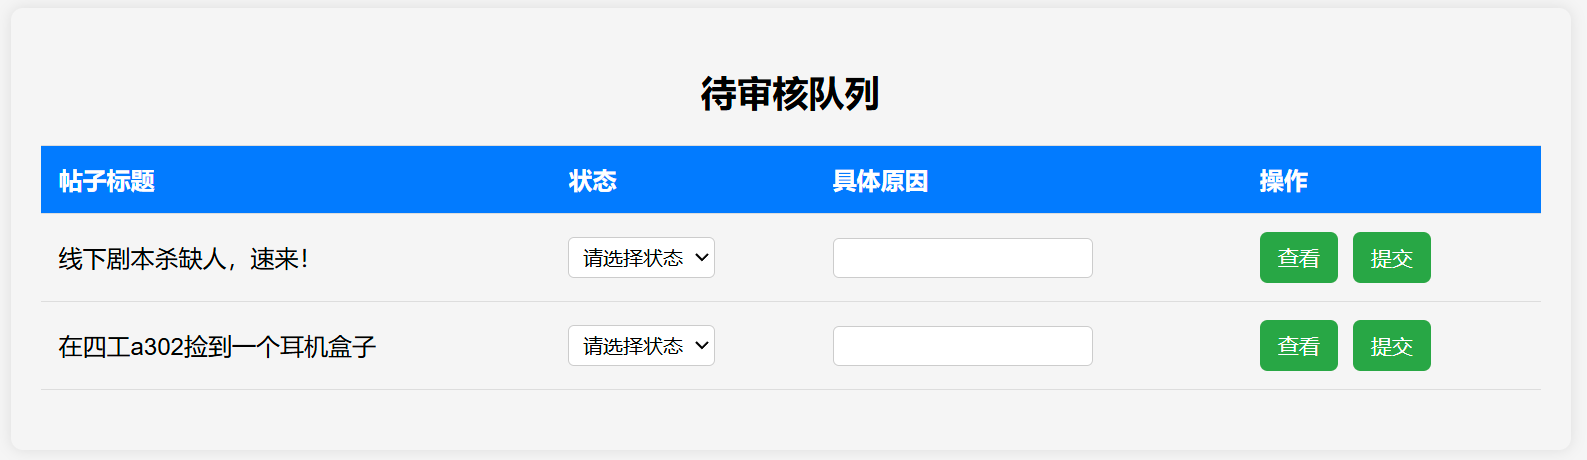 待审核队列
帖子标题 状态 具体原因 操作
线下剧本杀缺人，速来！ 请选择状态 查看 提交
在四工a302捡到一个耳机盒子 请选择状态 查看 提交